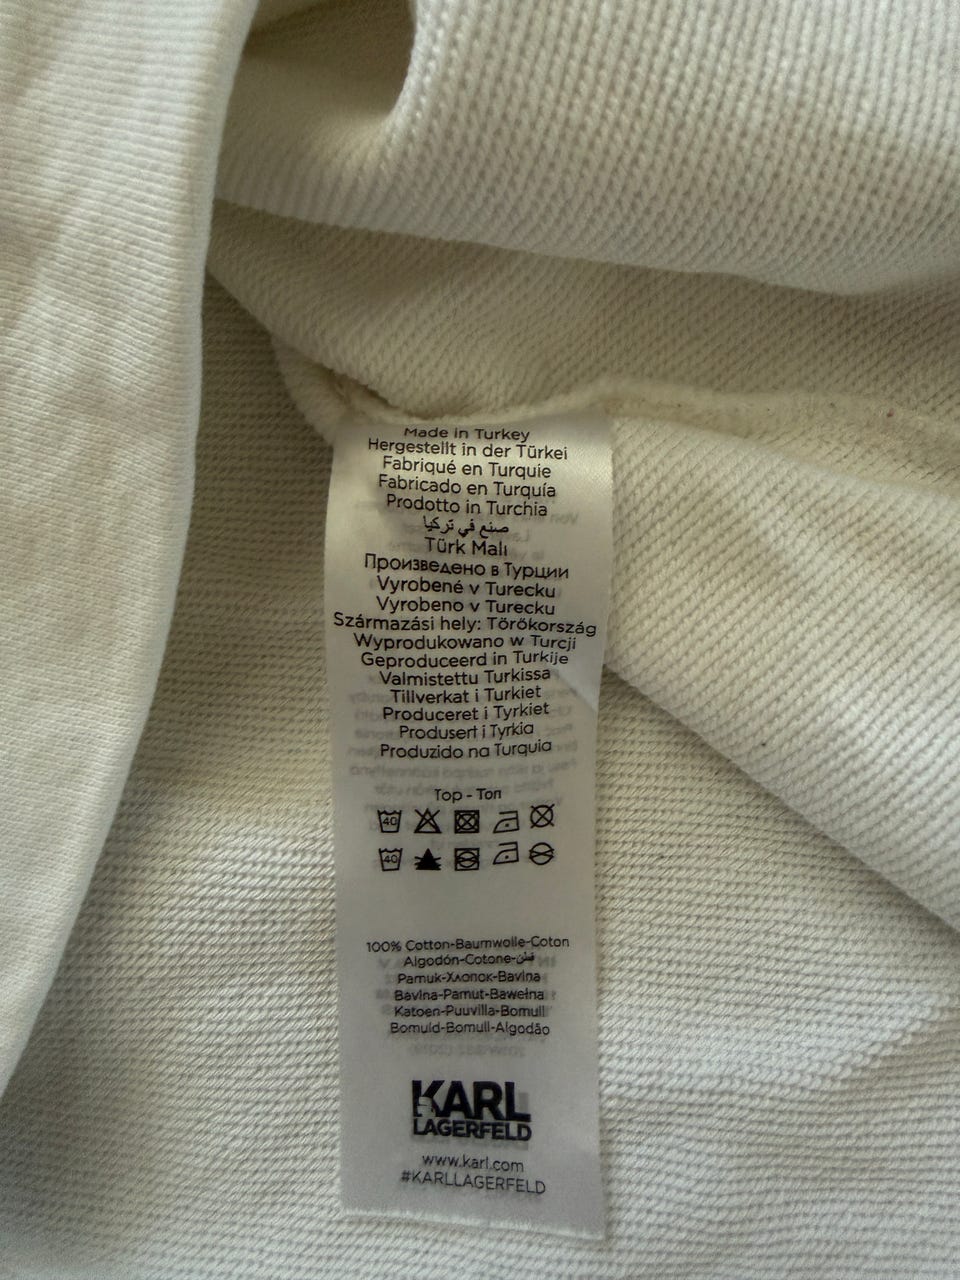 Made in Turkey
Hergestellt in der Türkei
Fabriqué en Turquie
Fabricado en Turquía
Prodotto in Turchia
صنع في تركيا
Türk Malı
Произведено в Турции
Vyrobené v Turecku
Vyrobeno v Turecku
Származási hely: Törökország
Wyprodukowano w Turcji
Geproduceerd in Turkije
Valmistettu Turkissa
Tillverkat i Turkiet
Produceret i Tyrkiet
Produsert i Tyrkia
Produzido na Turquia
Top - Топ
40
40
100% Cotton-Baumwolle-Coton
Algodón-Cotone-قطن
Pamuk-Хлопок-Bavlna
Bavlna-Pamut-Bawełna
Katoen-Puuvilla-Bomull
Bomuld-Bomull-Algodão
KARL
LAGERFELD
www.karl.com
#KARLLAGERFELD